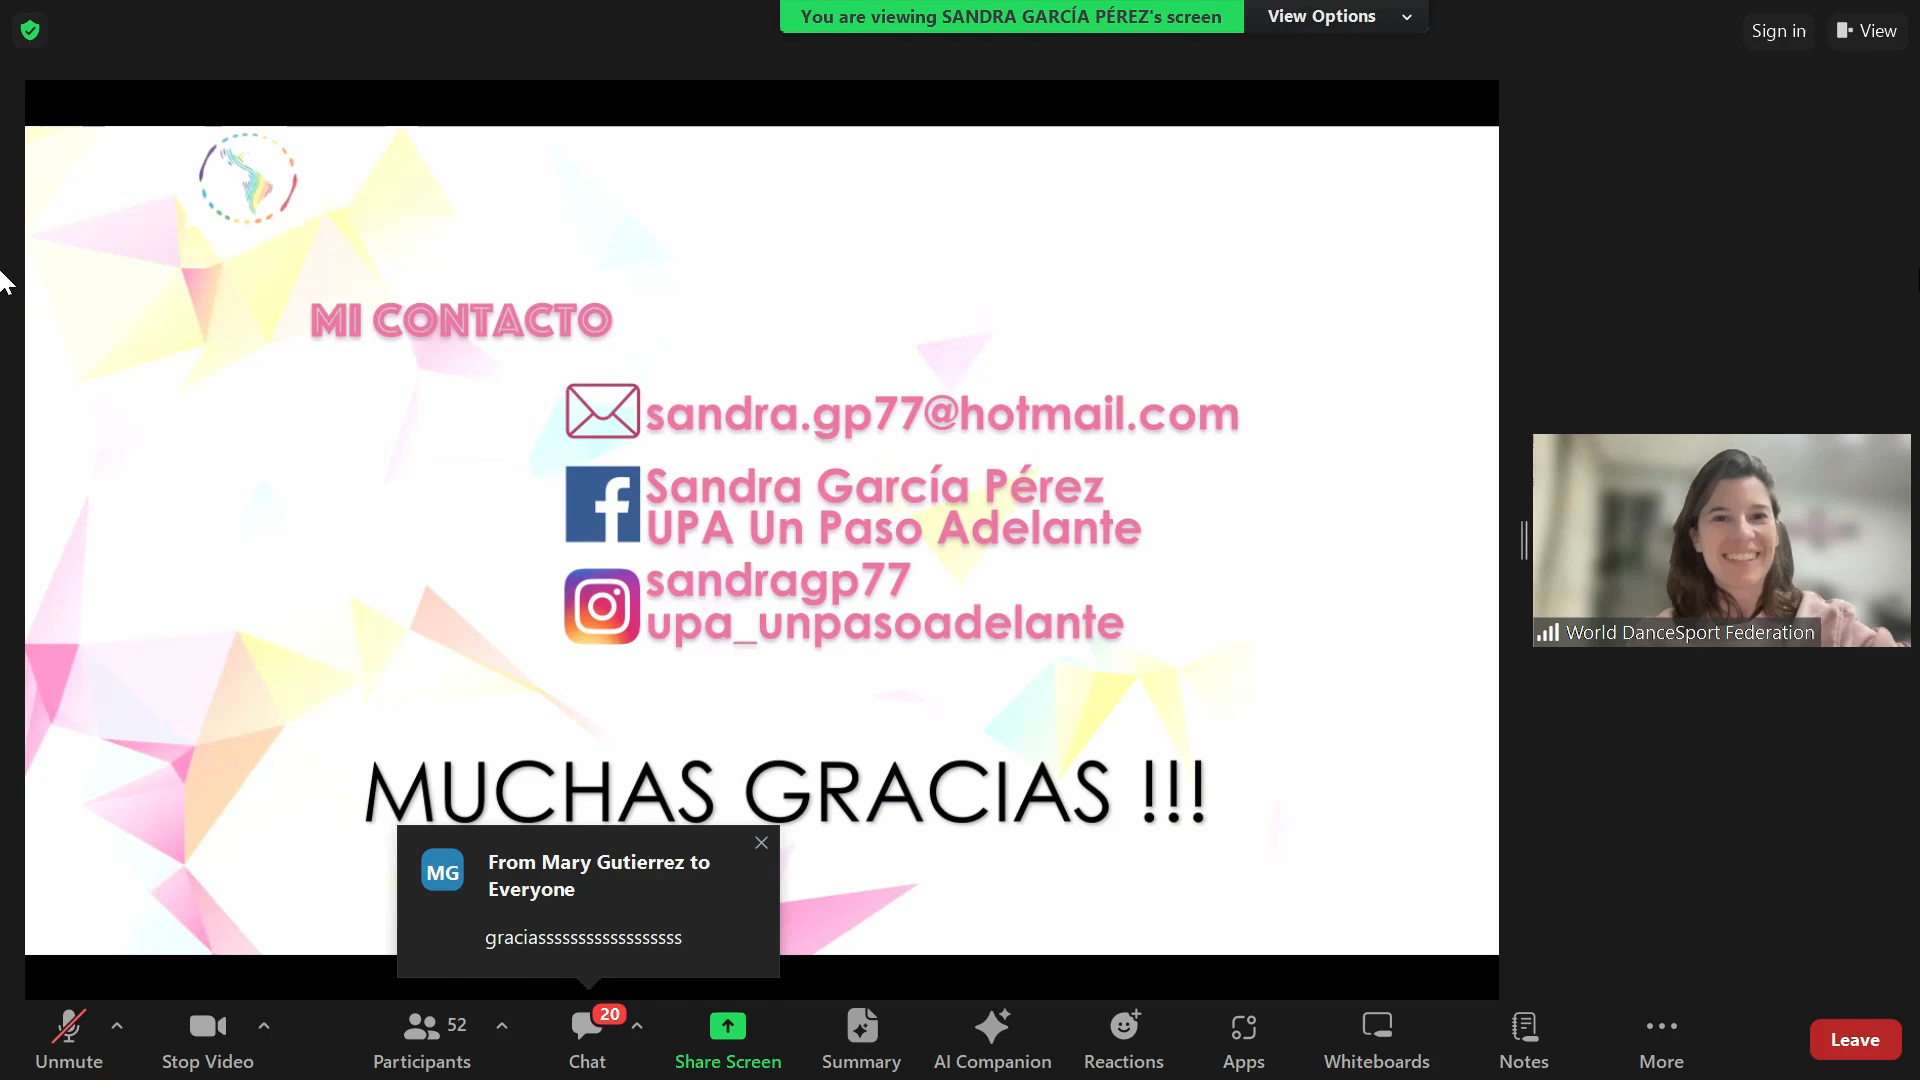 You are viewing SANDRA GARCÍA PÉREZ's screen
View Options
Sign in
View
MI CONTACTO
sandra.gp77@hotmail.com
Sandra García Pérez
UPA Un Paso Adelante
sandragp77
upa_unpasoadelante
World DanceSport Federation
MUCHAS GRACIAS !!!
MG
From Mary Gutierrez to
Everyone
graciassssssssssssssssss
Unmute
Stop Video
52
Participants
20
Chat
Share Screen
Summary
AI Companion
Reactions
Apps
Whiteboards
Notes
More
Leave